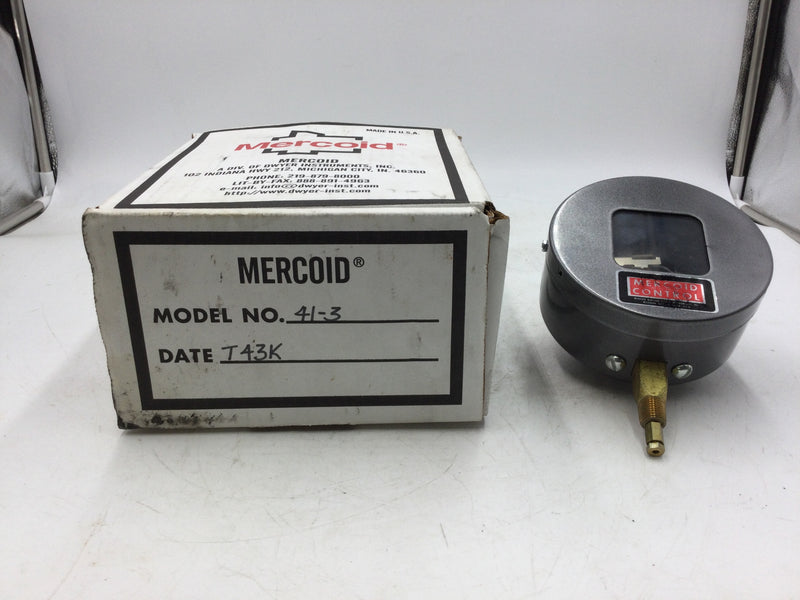 MADE IN U.S.A.
Mercoid®
MERCOID
A DIV. OF DWYER INSTRUMENTS, INC.
102 INDIANA HWY 212, MICHIGAN CITY, IN. 46360
PHONE: 219-879-8000
LIT-BY-FAX: 888-891-4963
e-mail: info@dwyer-inst.com
http://www.dwyer-inst.com
MERCOID®
MODEL NO. 41-3
DATE T43K
MERCOID
CONTROL